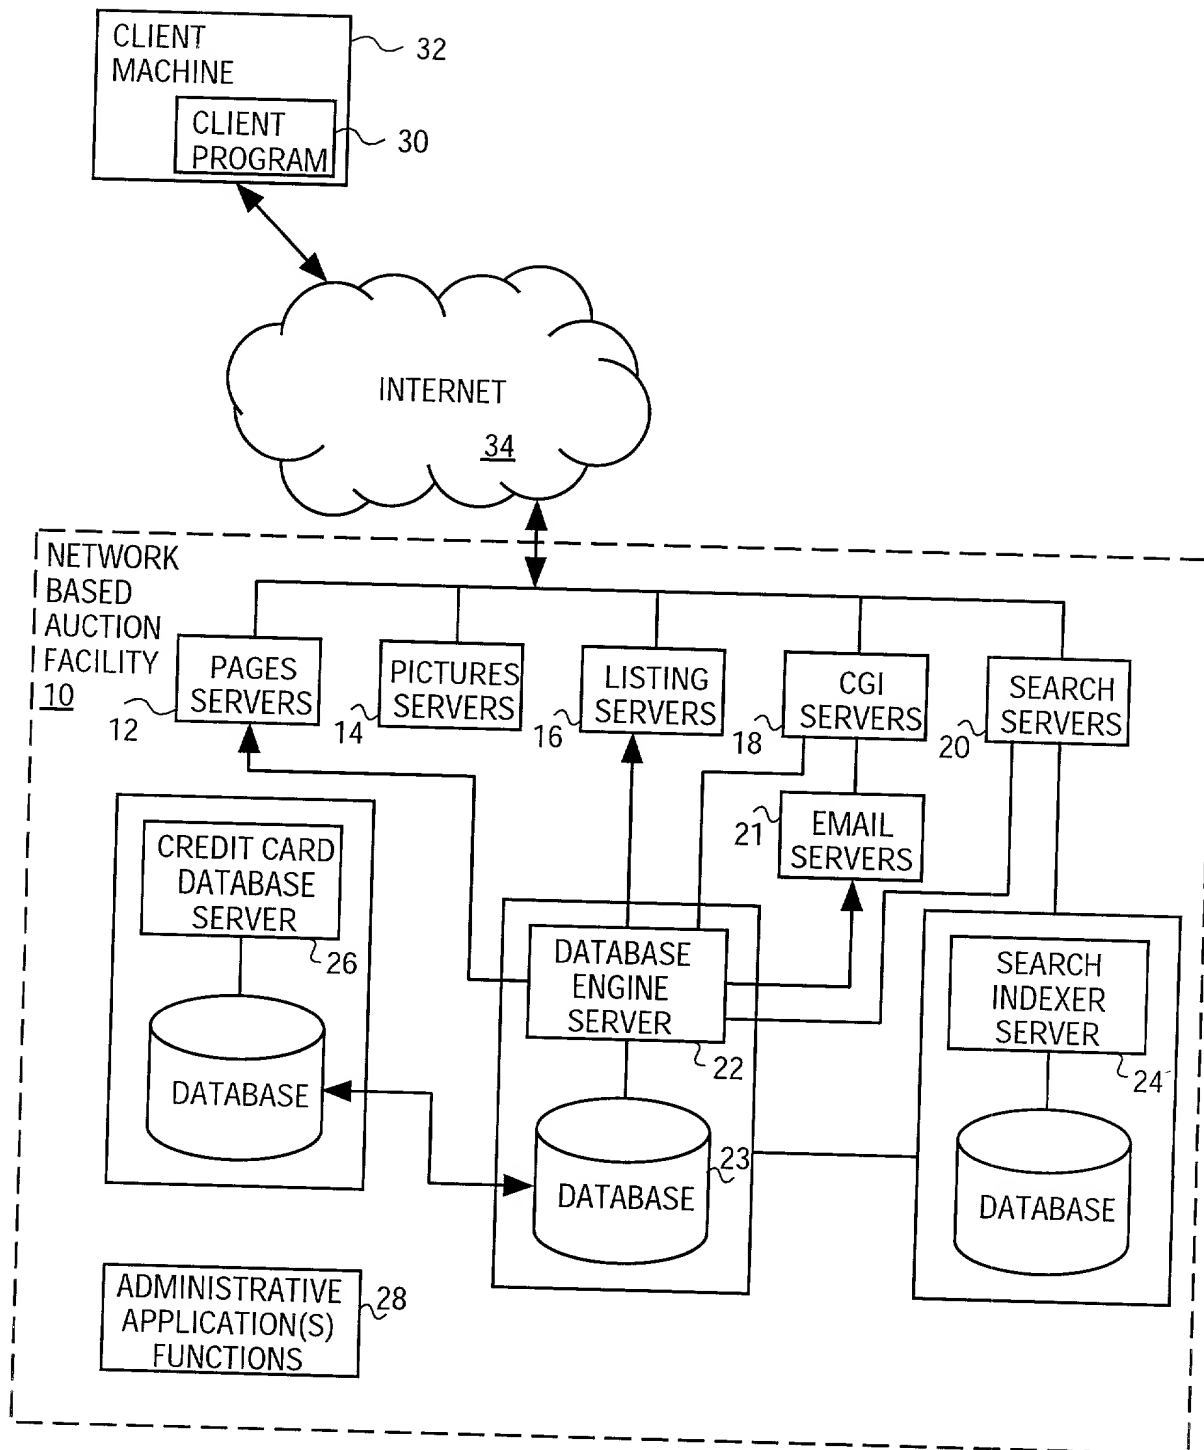 CLIENT
MACHINE
32
CLIENT
PROGRAM
30
INTERNET
34
NETWORK
BASED
AUCTION
FACILITY
10
PAGES
SERVERS
12
PICTURES
SERVERS
14
LISTING
SERVERS
16
CGI
SERVERS
18
SEARCH
SERVERS
20
EMAIL
SERVERS
21
CREDIT CARD
DATABASE
SERVER
26
DATABASE
DATABASE
ENGINE
SERVER
22
DATABASE
23
SEARCH
INDEXER
SERVER
24
DATABASE
ADMINISTRATIVE
APPLICATION(S)
FUNCTIONS
28